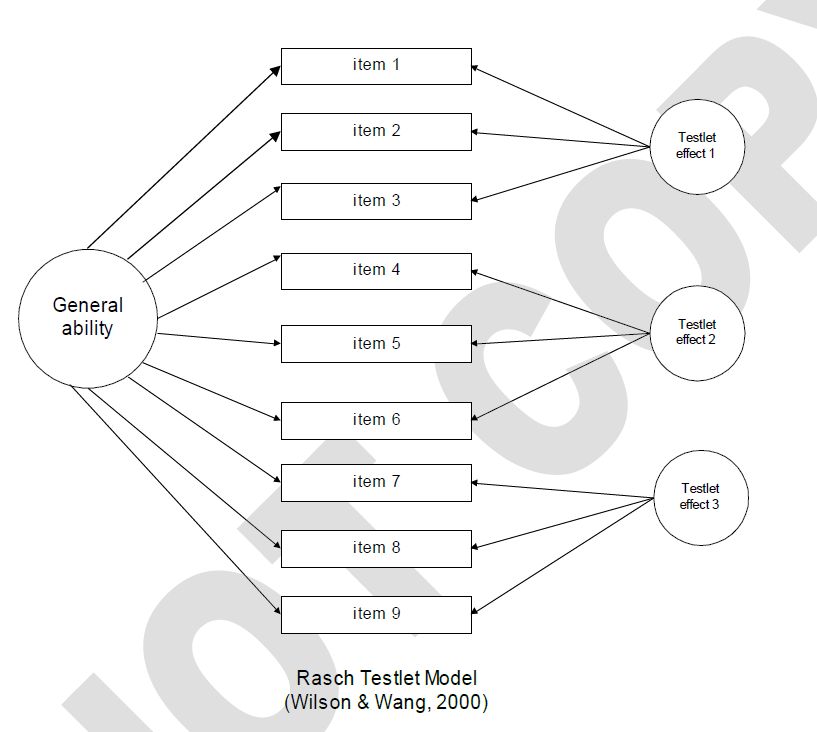 item 1
item 2
item 3
item 4
item 5
item 6
item 7
item 8
item 9
General
ability
Testlet
effect 1
Testlet
effect 2
Testlet
effect 3
Rasch Testlet Model
(Wilson & Wang, 2000)
NOT COPY